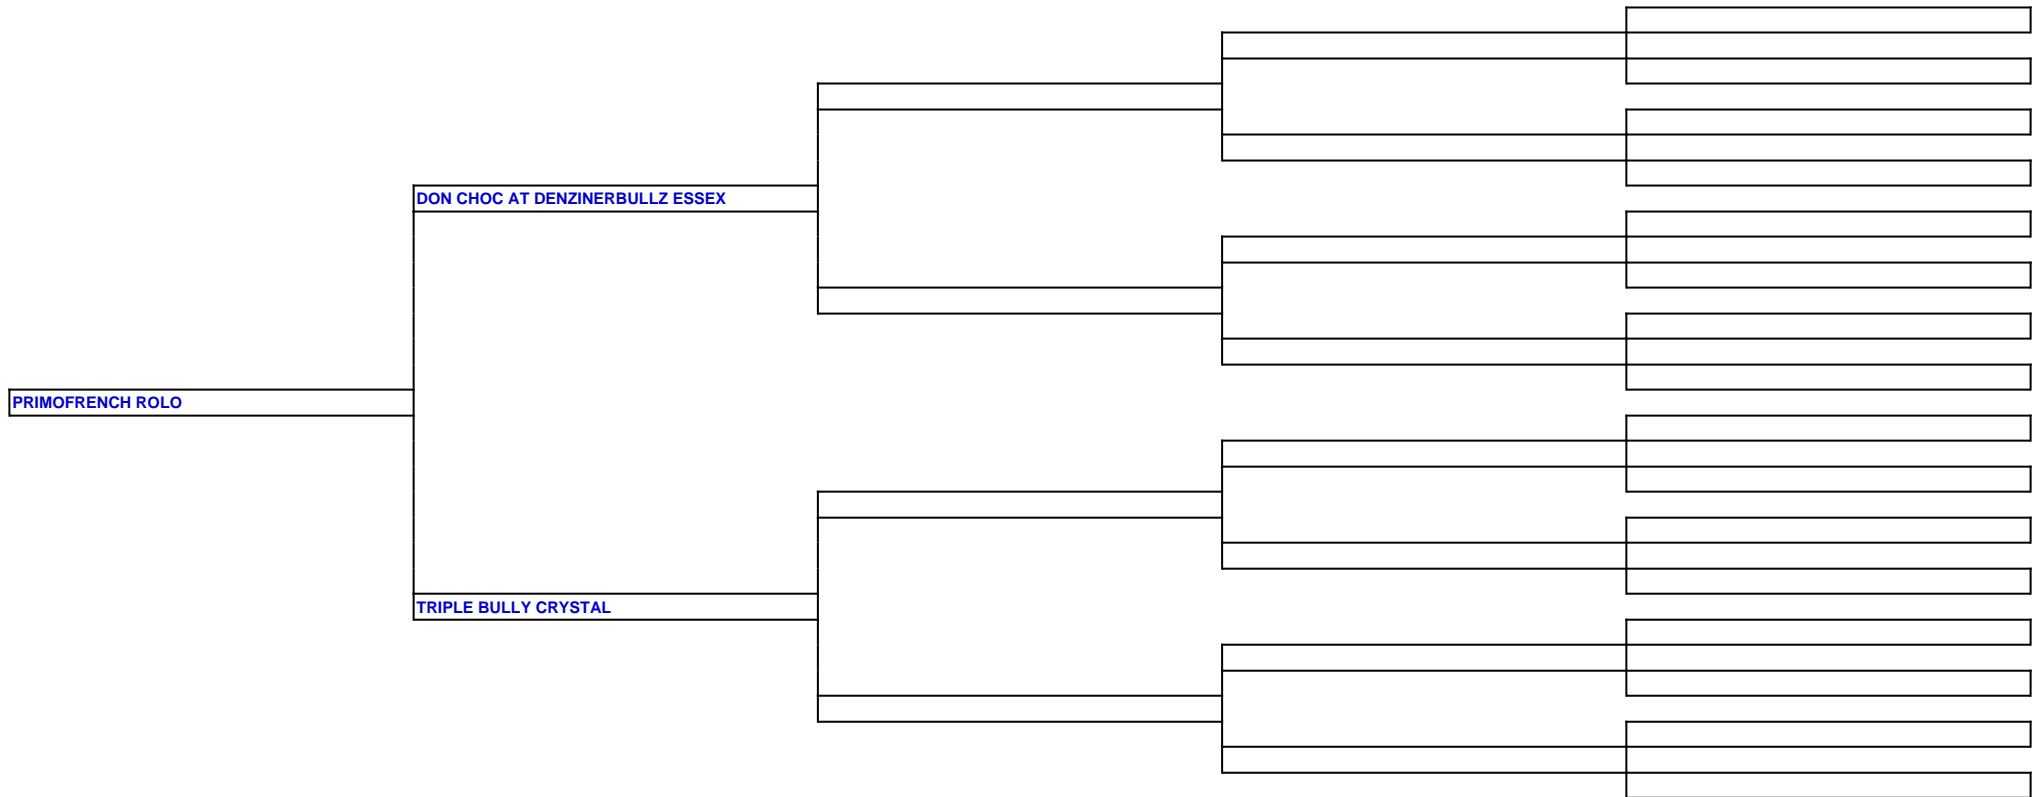 DON CHOC AT DENZINERBULLZ ESSEX
PRIMOFRENCH ROLO
TRIPLE BULLY CRYSTAL